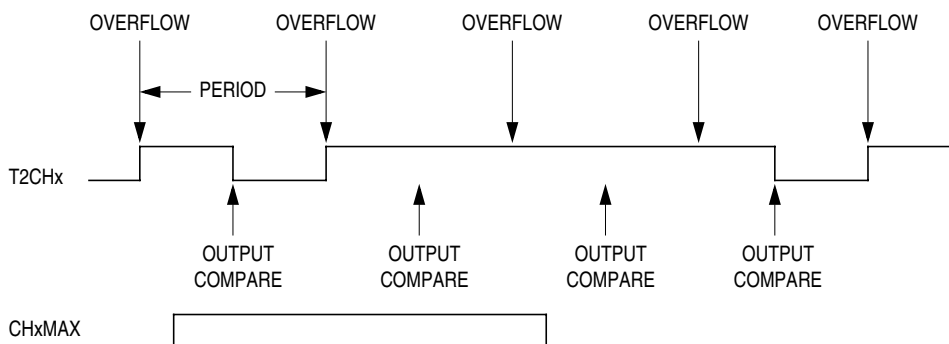 OVERFLOW OVERFLOW OVERFLOW OVERFLOW OVERFLOW
PERIOD
T2CHx
OUTPUT COMPARE
OUTPUT COMPARE
OUTPUT COMPARE
OUTPUT COMPARE
CHxMAX